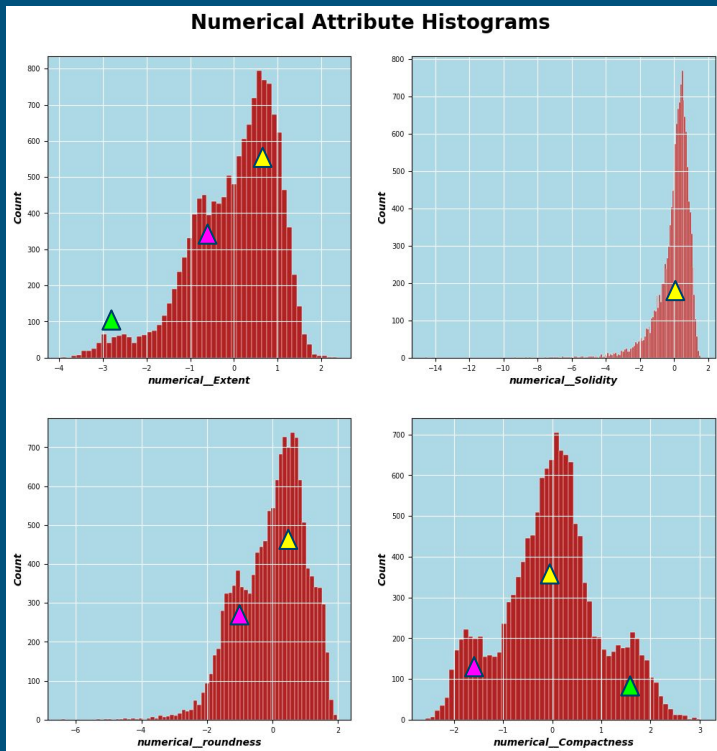 Numerical Attribute Histograms
Count
800
700
600
500
400
300
200
100
0
−4 −3 −2 −1 0 1 2
numerical__Extent
Count
800
700
600
500
400
300
200
100
0
−14 −12 −10 −8 −6 −4 −2 0 2
numerical__Solidity
Count
700
600
500
400
300
200
100
0
−6 −4 −2 0 2
numerical__roundness
Count
700
600
500
400
300
200
100
0
−2 −1 0 1 2 3
numerical__Compactness